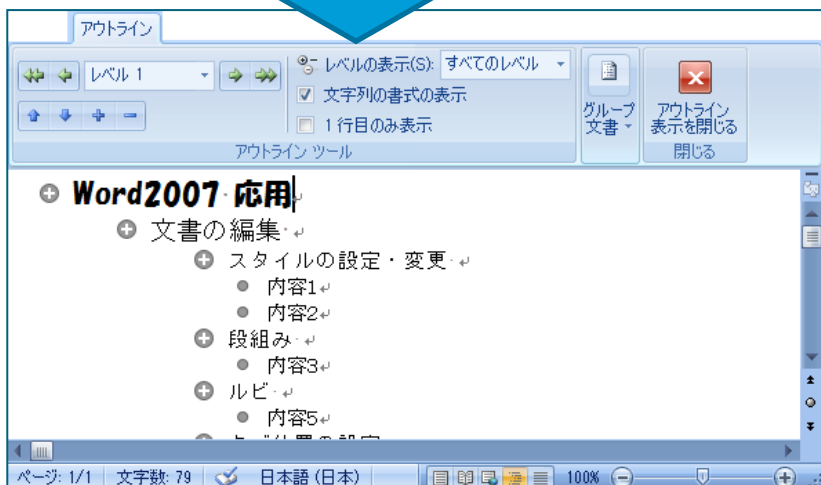 アウトライン
レベル 1
レベルの表示(S): すべてのレベル
文字列の書式の表示
1 行目のみ表示
アウトライン ツール
グループ
文書
アウトライン
表示を閉じる
閉じる
Word2007 応用
文書の編集
スタイルの設定・変更
内容1
内容2
段組み
内容3
ルビ
内容5
ページ: 1/1 文字数: 79 日本語 (日本) 100%